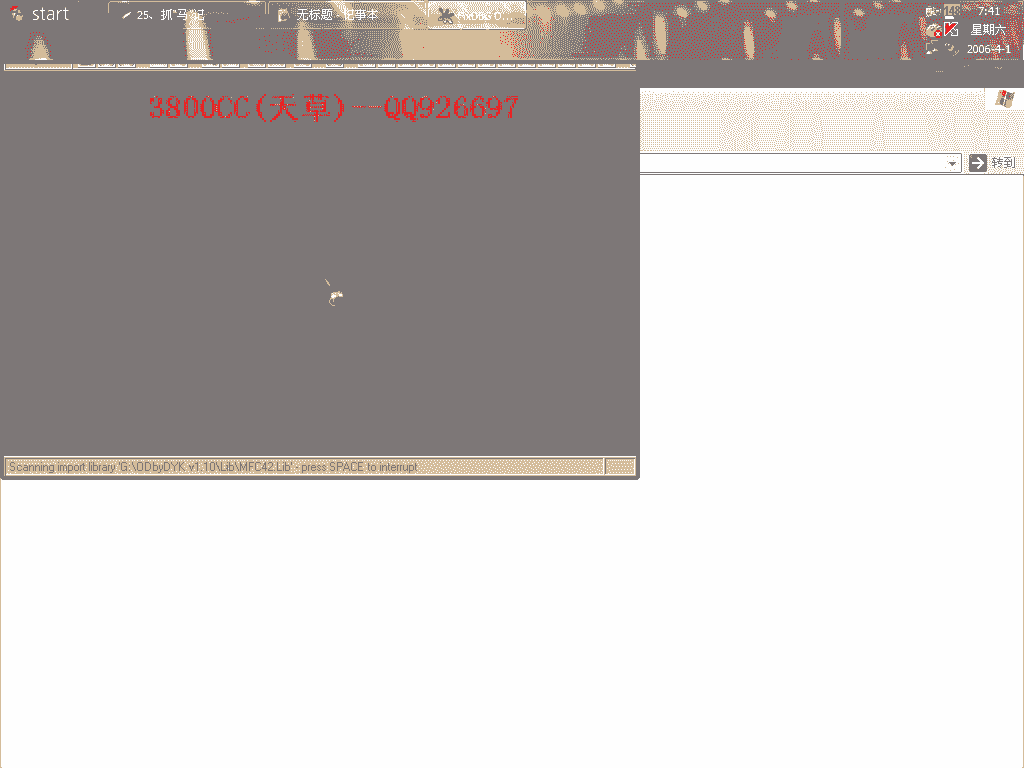 start
25、抓“马”记
无标题 - 记事本
7:41
星期六
2006-4-1
3800CC(天草)--QQ926697
转到
Scanning import library 'G:\ODbyDYK v1.10\Lib\MFC42.Lib' - press SPACE to interrupt